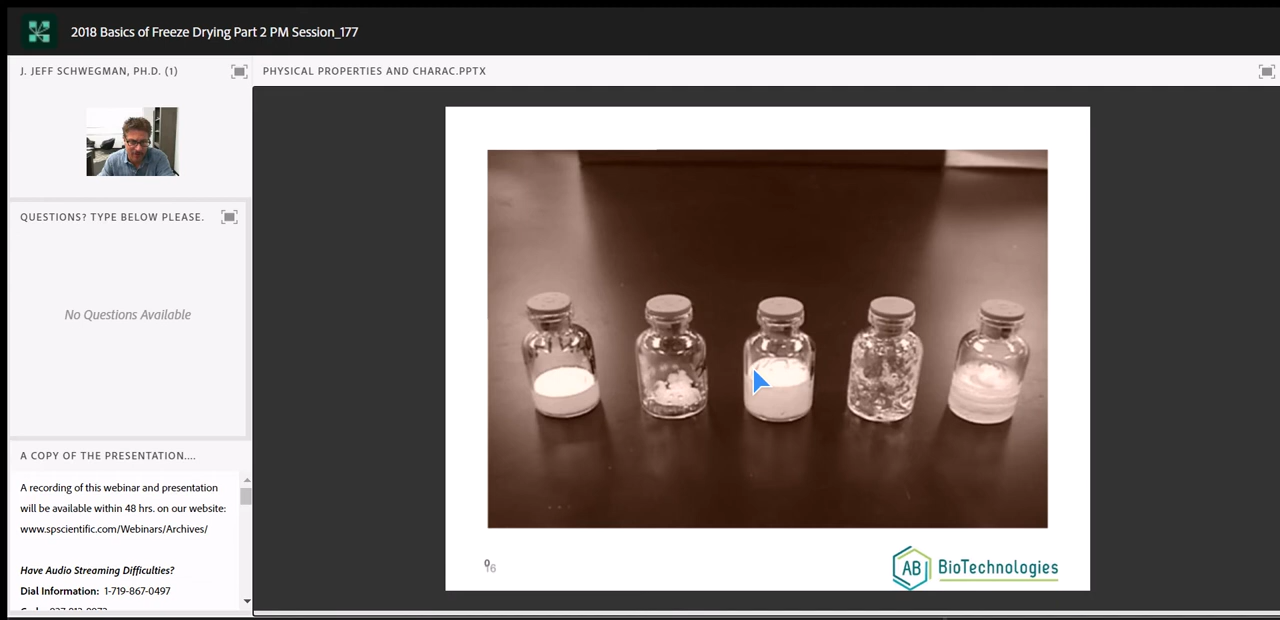 2018 Basics of Freeze Drying Part 2 PM Session_177
J. JEFF SCHWEGMAN, PH.D. (1)
PHYSICAL PROPERTIES AND CHARAC.PPTX
QUESTIONS? TYPE BELOW PLEASE.
No Questions Available
A COPY OF THE PRESENTATION....
A recording of this webinar and presentation
will be available within 48 hrs. on our website:
www.spscientific.com/Webinars/Archives/
Have Audio Streaming Difficulties?
Dial Information: 1-719-867-0497
AB BioTechnologies